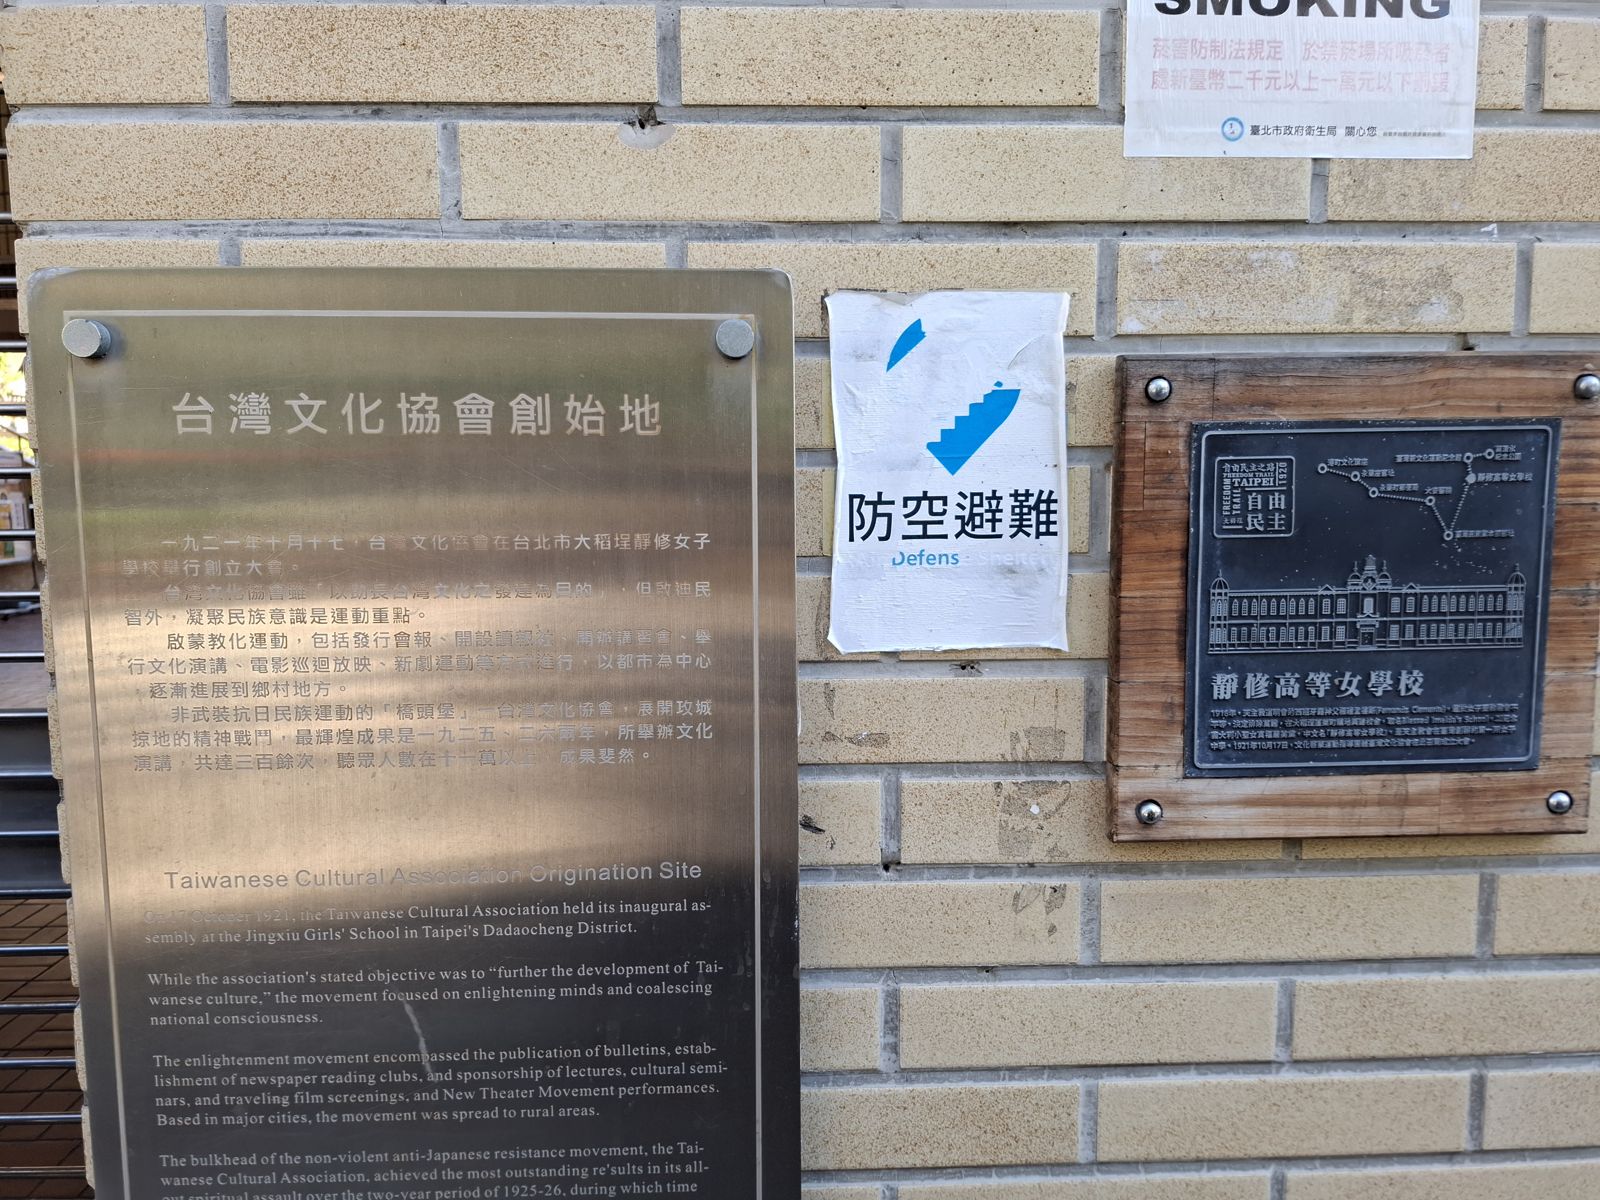 台灣文化協會創始地
一九二一年十月十七，台灣文化協會在台北市大稻埕靜修女子
學校舉行創立大會。
台灣文化協會雖「以助長台灣文化之發達為目的」，但啟迪民
智外，凝聚民族意識是運動重點。
啟蒙教化運動，包括發行會報、開設讀報社、開辦講習會、舉
行文化演講、電影巡迴放映、新劇運動等方式進行，以都市為中心
，逐漸進展到鄉村地方。
非武裝抗日民族運動的「橋頭堡」—台灣文化協會，展開攻城
掠地的精神戰鬥，最輝煌成果是一九二五、二六兩年，所舉辦文化
演講，共達三百餘次，聽眾人數在十一萬以上，成果斐然。
Taiwanese Cultural Association Origination Site
On 17 October 1921, the Taiwanese Cultural Association held its inaugural as-
sembly at the Jingxiu Girls' School in Taipei's Dadaocheng District.
While the association's stated objective was to “further the development of Tai-
wanese culture,” the movement focused on enlightening minds and coalescing
national consciousness.
The enlightenment movement encompassed the publication of bulletins, estab-
lishment of newspaper reading clubs, and sponsorship of lectures, cultural semi-
nars, and traveling film screenings, and New Theater Movement performances.
Based in major cities, the movement was spread to rural areas.
The bulkhead of the non-violent anti-Japanese resistance movement, the Tai-
wanese Cultural Association, achieved the most outstanding re'sults in its all-
out spiritual assault over the two-year period of 1925-26, during which time
防空避難
Defens Shelte
SMOKING
菸害防制法規定 於禁菸場所吸菸者
處新臺幣二千元以上一萬元以下罰鍰
臺北市政府衛生局 關心您
自由民主之路
FREEDOM TRAIL
TAIPEI
1920
FREEDOM TRAIL
自由
民主
靜修高等女學校
靜修高等女學校